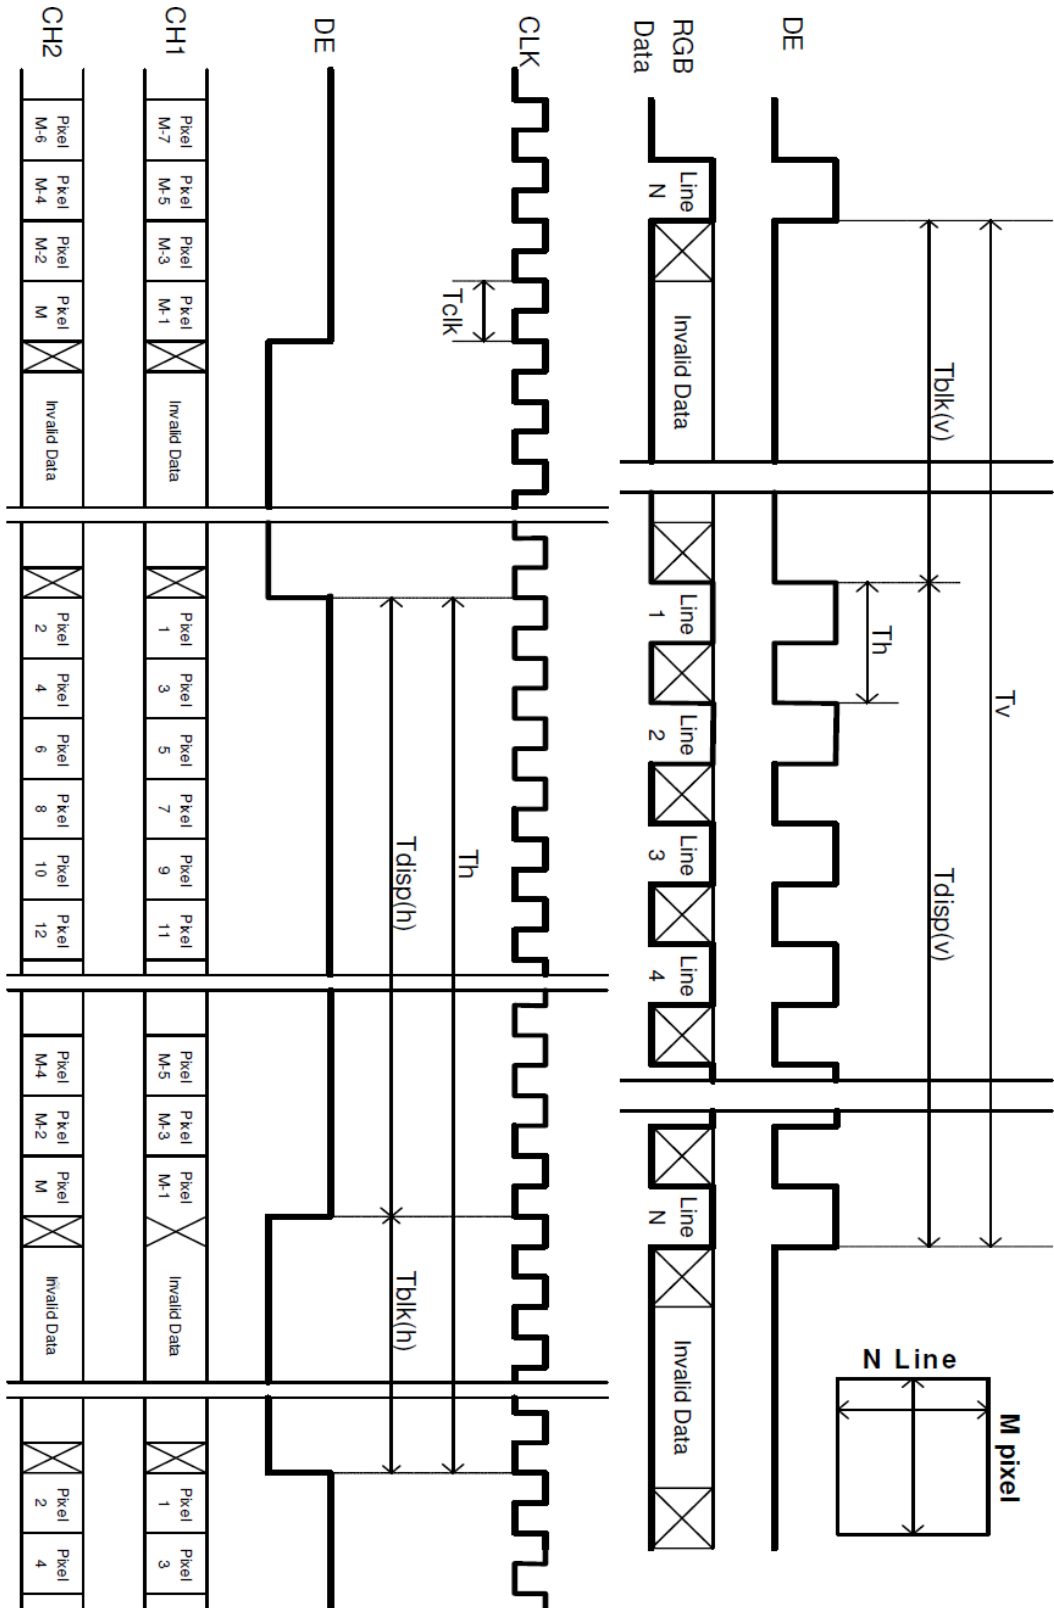 Tv
Tblk(v)
Tdisp(v)
Th
DE
RGB
Data
Line
N
Invalid Data
Line
1
Line
2
Line
3
Line
4
Line
N
Invalid Data
N Line
M pixel
CLK
Tclk
Th
Tdisp(h)
Tblk(h)
DE
CH1
Pixel
M-7
Pixel
M-5
Pixel
M-3
Pixel
M-1
Invalid Data
Pixel
1
Pixel
3
Pixel
5
Pixel
7
Pixel
9
Pixel
11
Pixel
M-5
Pixel
M-3
Pixel
M-1
Invalid Data
Pixel
1
Pixel
3
CH2
Pixel
M-6
Pixel
M-4
Pixel
M-2
Pixel
M
Invalid Data
Pixel
2
Pixel
4
Pixel
6
Pixel
8
Pixel
10
Pixel
12
Pixel
M-4
Pixel
M-2
Pixel
M
Invalid Data
Pixel
2
Pixel
4